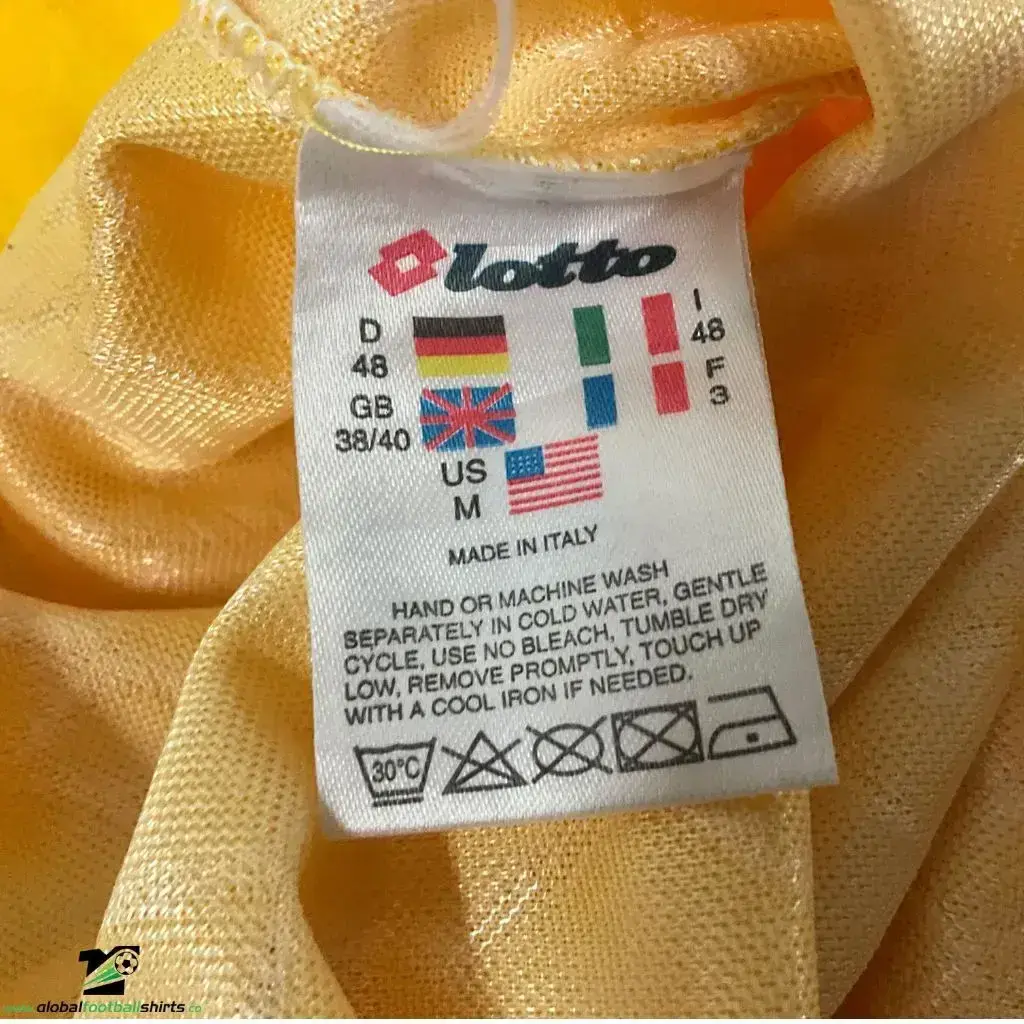 lotto
D
48
I
48
GB
38/40
F
3
US
M
MADE IN ITALY
HAND OR MACHINE WASH
SEPARATELY IN COLD WATER, GENTLE
CYCLE, USE NO BLEACH, TUMBLE DRY
LOW, REMOVE PROMPTLY, TOUCH UP
WITH A COOL IRON IF NEEDED.
30°C
www.globalfootballshirts.co